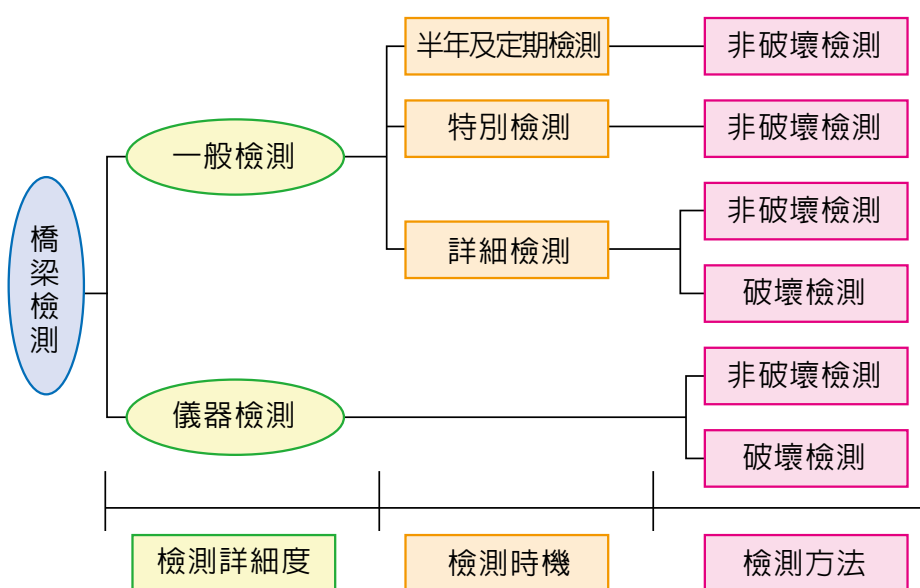 橋梁檢測
一般檢測
儀器檢測
半年及定期檢測
特別檢測
詳細檢測
非破壞檢測
非破壞檢測
非破壞檢測
破壞檢測
非破壞檢測
破壞檢測
檢測詳細度
檢測時機
檢測方法